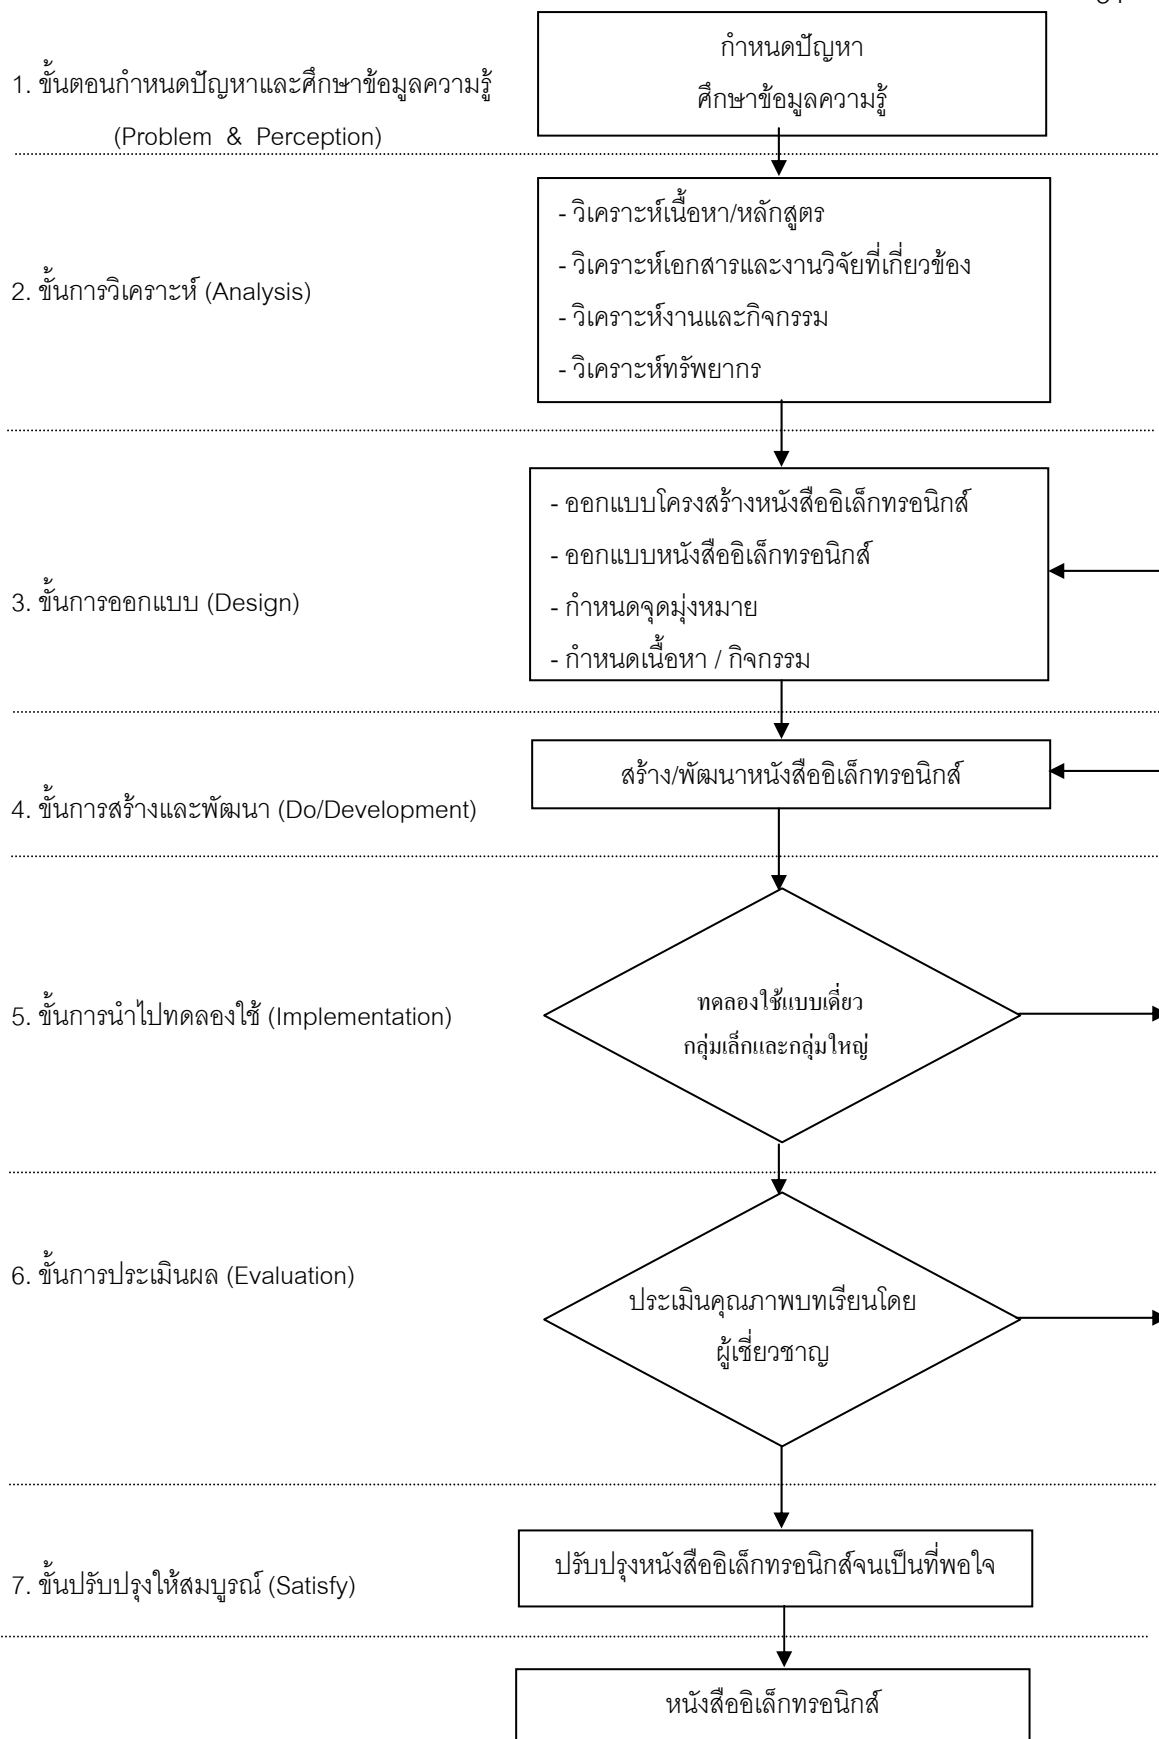 กำหนดปัญหา
ศึกษาข้อมูลความรู้
1. ขั้นตอนกำหนดปัญหาและศึกษาข้อมูลความรู้
(Problem & Perception)
- วิเคราะห์เนื้อหา/หลักสูตร
- วิเคราะห์เอกสารและงานวิจัยที่เกี่ยวข้อง
- วิเคราะห์งานและกิจกรรม
- วิเคราะห์ทรัพยากร
2. ขั้นการวิเคราะห์ (Analysis)
- ออกแบบโครงสร้างหนังสืออิเล็กทรอนิกส์
- ออกแบบหนังสืออิเล็กทรอนิกส์
- กำหนดจุดมุ่งหมาย
- กำหนดเนื้อหา / กิจกรรม
3. ขั้นการออกแบบ (Design)
สร้าง/พัฒนาหนังสืออิเล็กทรอนิกส์
4. ขั้นการสร้างและพัฒนา (Do/Development)
ทดลองใช้แบบเดี่ยว
กลุ่มเล็กและกลุ่มใหญ่
5. ขั้นการนำไปทดลองใช้ (Implementation)
6. ขั้นการประเมินผล (Evaluation)
ประเมินคุณภาพบทเรียนโดย
ผู้เชี่ยวชาญ
ปรับปรุงหนังสืออิเล็กทรอนิกส์จนเป็นที่พอใจ
7. ขั้นปรับปรุงให้สมบูรณ์ (Satisfy)
หนังสืออิเล็กทรอนิกส์